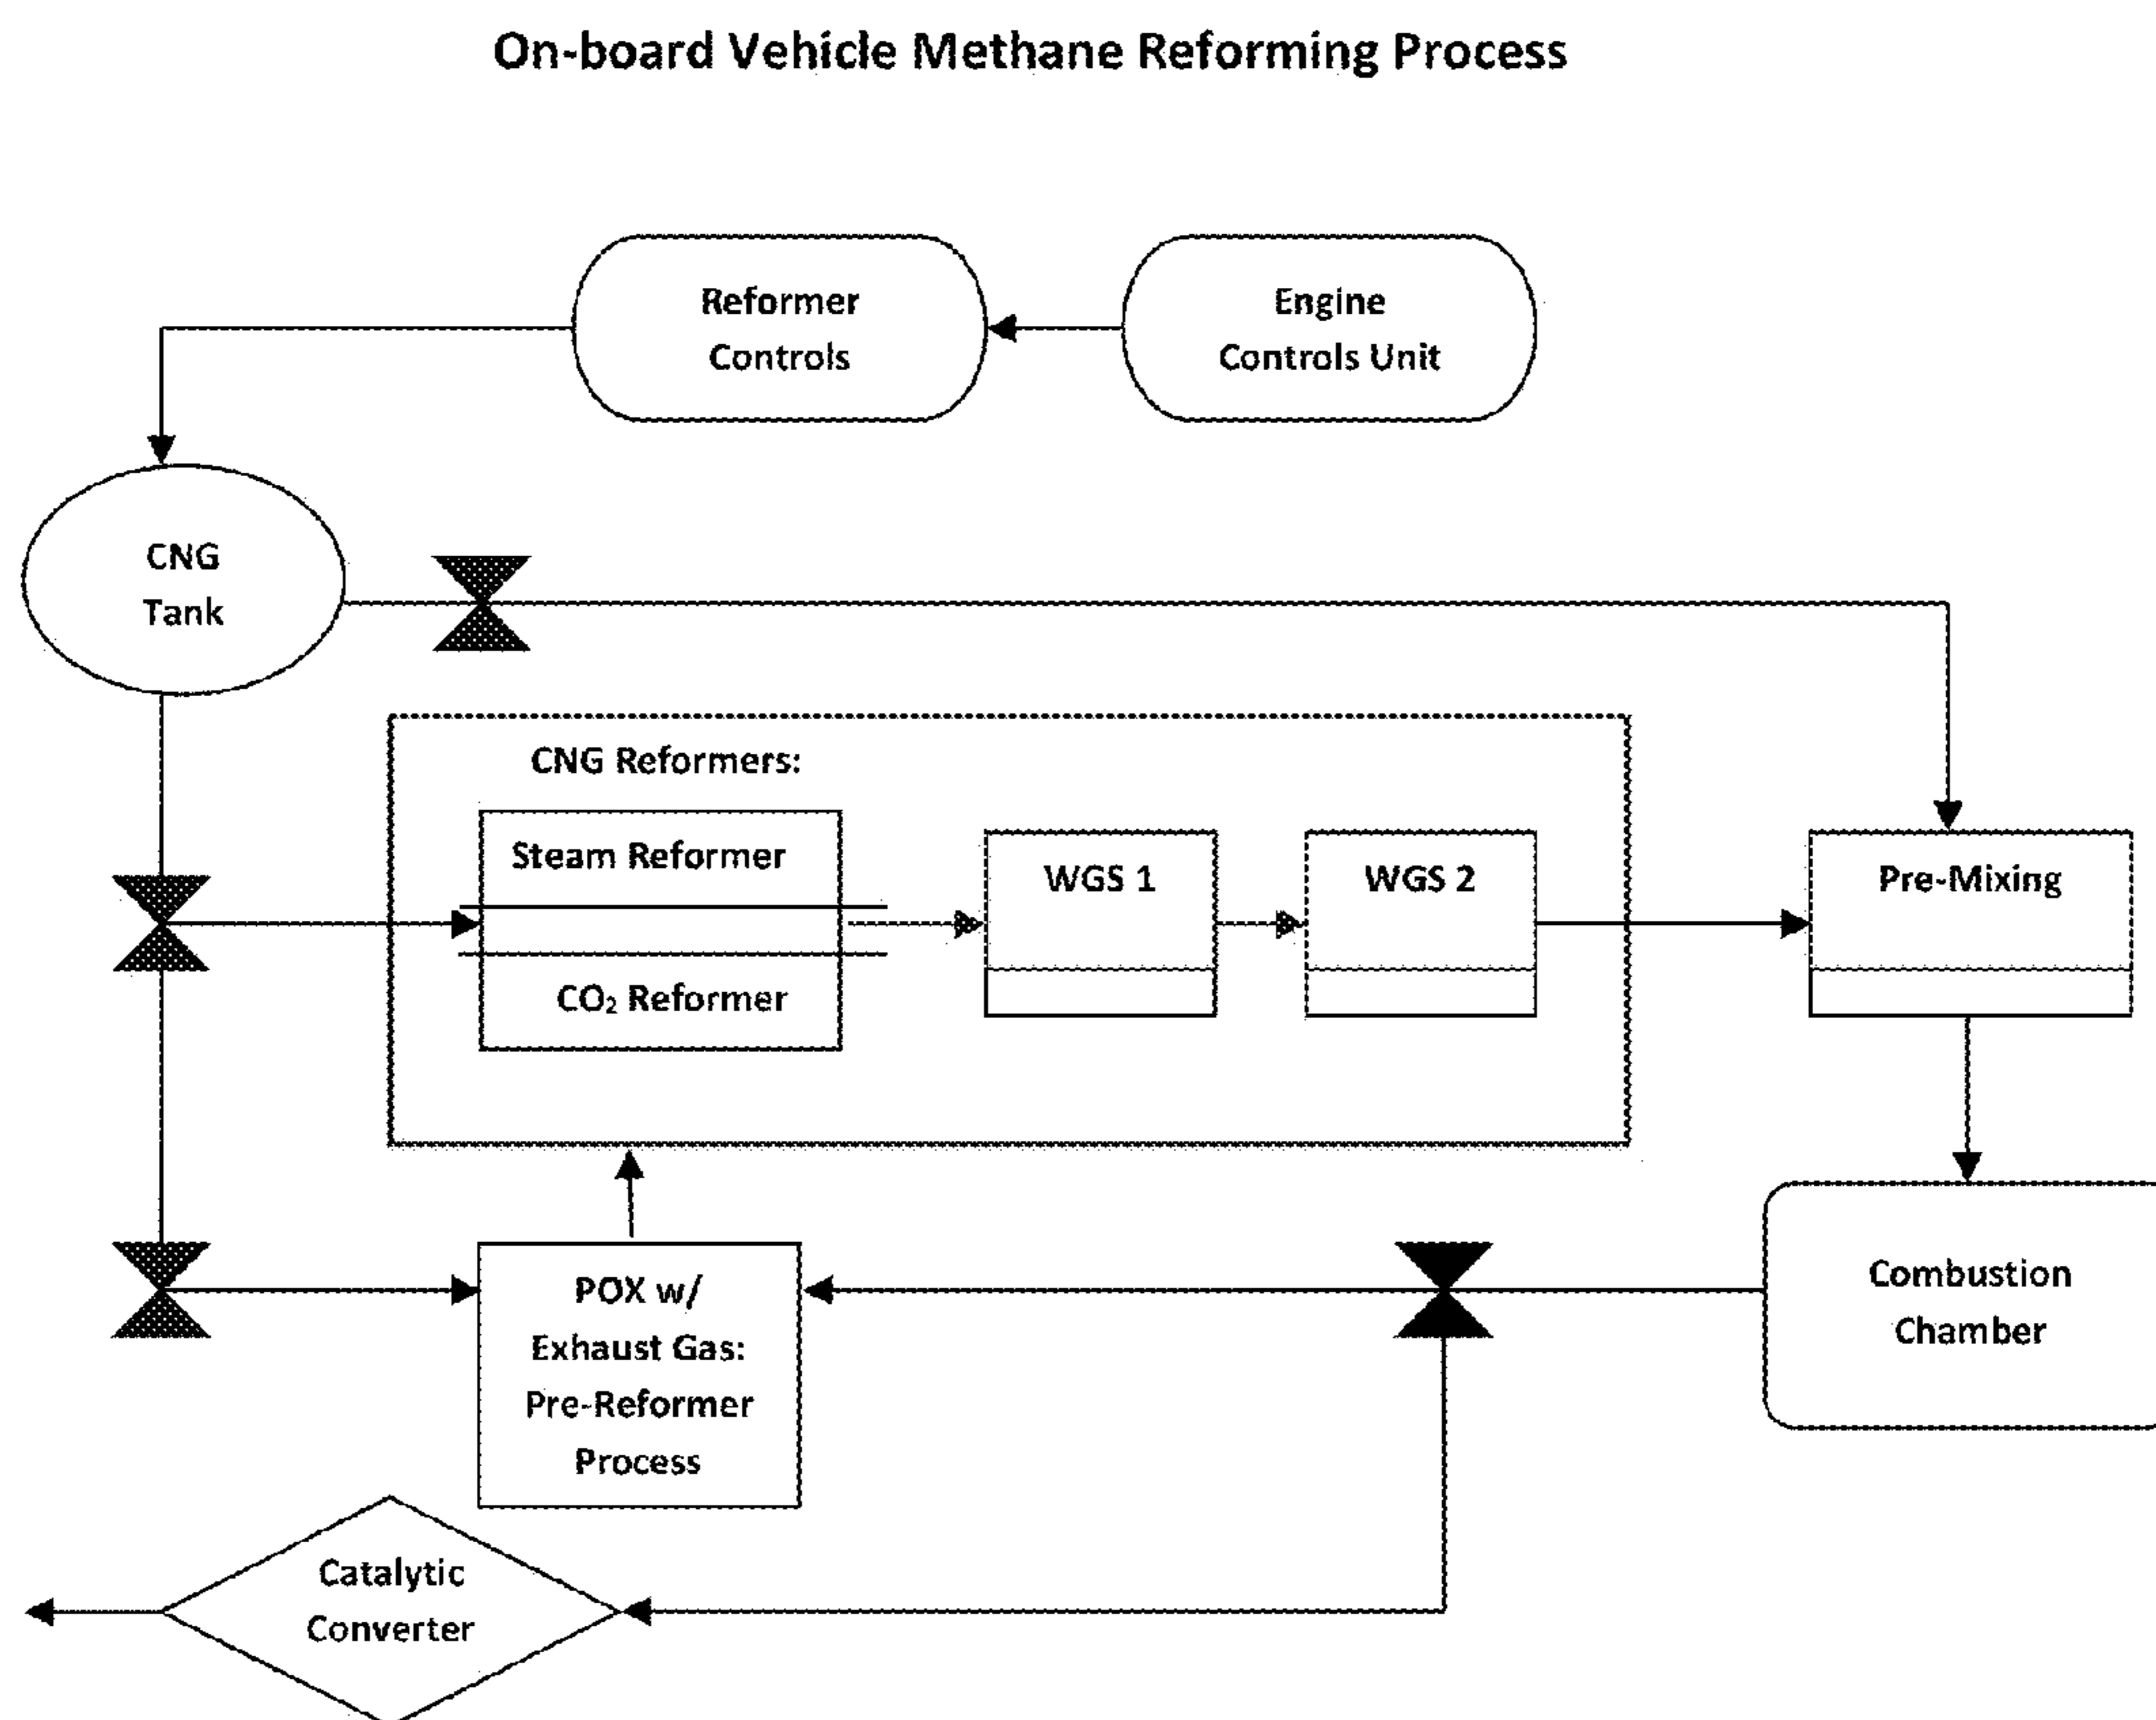 On-board Vehicle Methane Reforming Process
Reformer
Controls
Engine
Controls Unit
CNG
Tank
CNG Reformers:
Steam Reformer
CO₂ Reformer
WGS 1
WGS 2
Pre-Mixing
POX w/
Exhaust Gas:
Pre-Reformer
Process
Combustion
Chamber
Catalytic
Converter